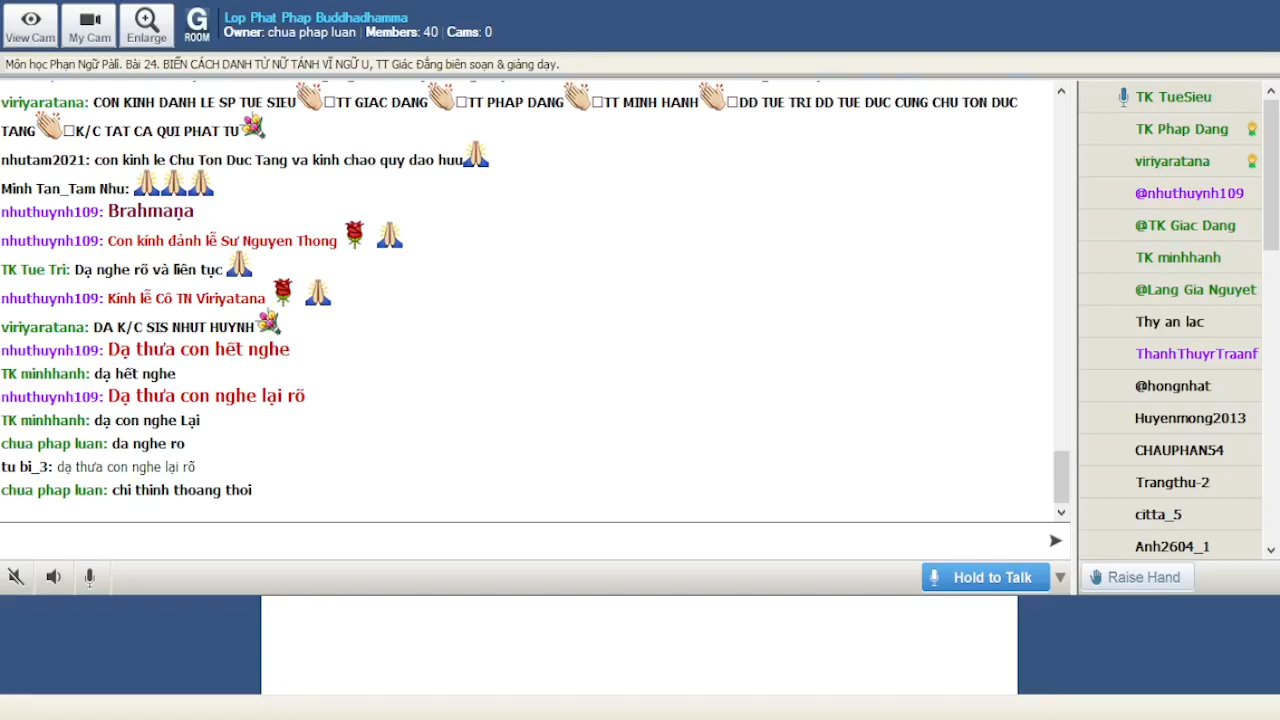 View Cam
My Cam
Enlarge
G
ROOM
Lop Phat Phap Buddhadhamma
Owner: chua phap luan | Members: 40 | Cams: 0
Môn học Phạn Ngữ Pāli. Bài 24. BIẾN CÁCH DANH TỪ NỮ TÁNH VĨ NGỮ U, TT Giác Đẳng biên soạn & giảng dạy.
viriyaratana: CON KINH DANH LE SP TUE SIEU👏□TT GIAC DANG👏□TT PHAP DANG👏□TT MINH HANH👏□DD TUE TRI DD TUE DUC CUNG CHU TON DUC
TANG👏□K/C TAT CA QUI PHAT TU💐
nhutam2021: con kinh le Chu Ton Duc Tang va kinh chao quy dao huu🙏
Minh Tan_Tam Nhu: 🙏🙏🙏
nhuthuynh109: Brahmaṇa
nhuthuynh109: Con kính đảnh lễ Sư Nguyen Thong 🌹 🙏
TK Tue Tri: Dạ nghe rõ và liên tục 🙏
nhuthuynh109: Kính lễ Cô TN Viriyatana 🌹 🙏
viriyaratana: DA K/C SIS NHUT HUYNH💐
nhuthuynh109: Dạ thưa con hết nghe
TK minhhanh: dạ hết nghe
nhuthuynh109: Dạ thưa con nghe lại rõ
TK minhhanh: dạ con nghe Lại
chua phap luan: da nghe ro
tu bi_3: dạ thưa con nghe lại rõ
chua phap luan: chi thinh thoang thoi
Hold to Talk
TK TueSieu
TK Phap Dang
viriyaratana
@nhuthuynh109
@TK Giac Dang
TK minhhanh
@Lang Gia Nguyet
Thy an lac
ThanhThuyrTraanf
@hongnhat
Huyenmong2013
CHAUPHAN54
Trangthu-2
citta_5
Anh2604_1
Raise Hand